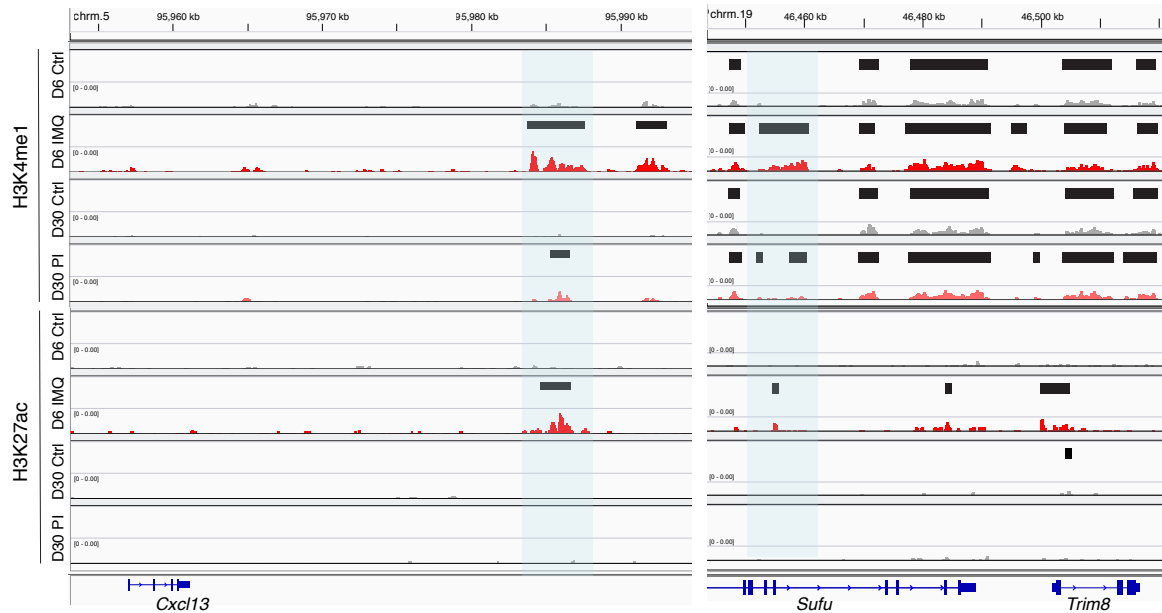 chrm.5 95,960 kb 95,970 kb 95,980 kb 95,990 kb
chrm.19 46,460 kb 46,480 kb 46,500 kb
H3K4me1
D6 Ctrl
[0 - 0.00]
[0 - 0.00]
D6 IMQ
[0 - 0.00]
[0 - 0.00]
D30 Ctrl
[0 - 0.00]
[0 - 0.00]
D30 PI
[0 - 0.00]
[0 - 0.00]
H3K27ac
D6 Ctrl
[0 - 0.00]
[0 - 0.00]
D6 IMQ
[0 - 0.00]
[0 - 0.00]
D30 Ctrl
[0 - 0.00]
[0 - 0.00]
D30 PI
[0 - 0.00]
[0 - 0.00]
Cxcl13
Sufu Trim8